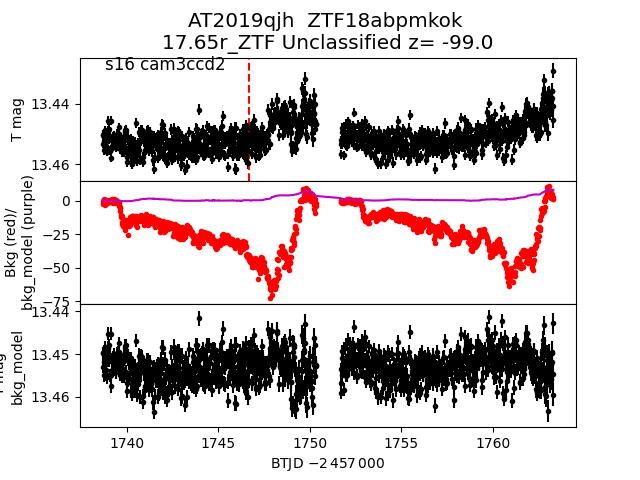 AT2019qjh  ZTF18abpmkok
17.65r_ZTF Unclassified z= -99.0
s16 cam3ccd2
T mag
13.44
13.46
Bkg (red)/
bkg_model (purple)
0
−25
−50
−75
bkg_model
13.44
13.45
13.46
1740 1745 1750 1755 1760
BTJD −2 457 000